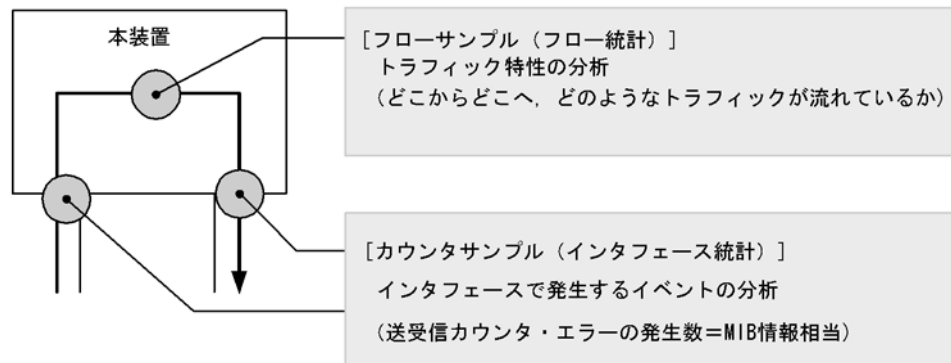 本装置
[フローサンプル（フロー統計）]
トラフィック特性の分析
（どこからどこへ，どのようなトラフィックが流れているか）
[カウンタサンプル（インタフェース統計）]
インタフェースで発生するイベントの分析
（送受信カウンタ・エラーの発生数＝MIB情報相当）